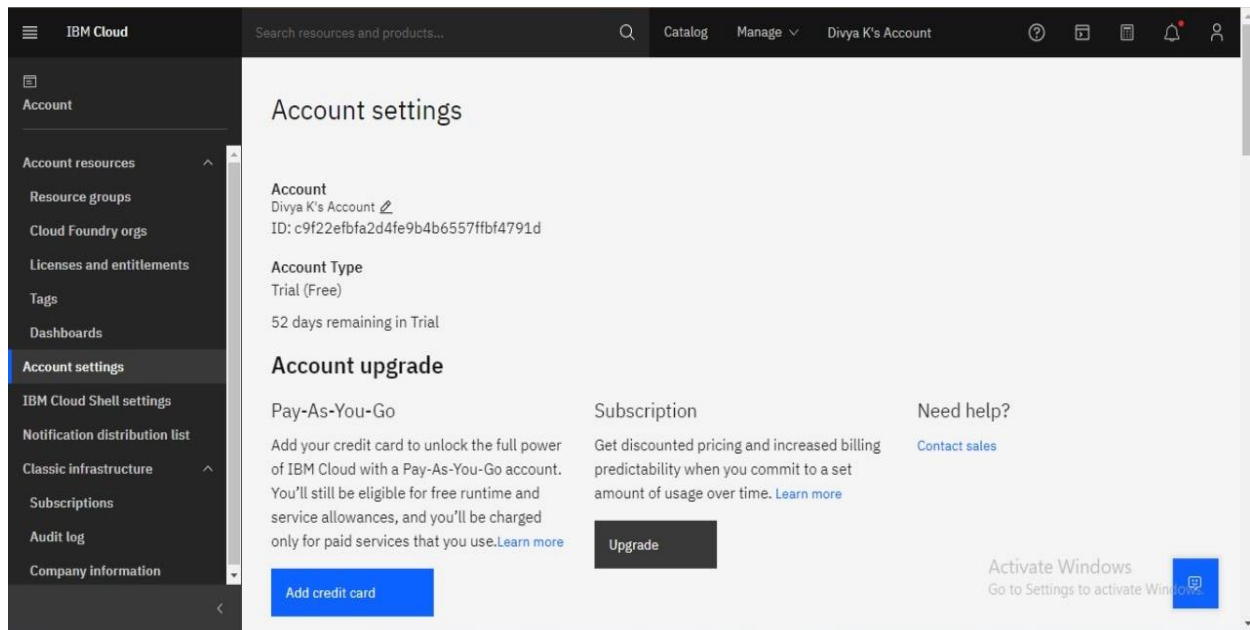 IBM Cloud
Search resources and products...
Catalog
Manage
Divya K's Account
Account
Account resources
Resource groups
Cloud Foundry orgs
Licenses and entitlements
Tags
Dashboards
Account settings
IBM Cloud Shell settings
Notification distribution list
Classic infrastructure
Subscriptions
Audit log
Company information
Account settings
Account
Divya K's Account
ID: c9f22efbfa2d4fe9b4b6557ffbf4791d
Account Type
Trial (Free)
52 days remaining in Trial
Account upgrade
Pay-As-You-Go
Add your credit card to unlock the full power
of IBM Cloud with a Pay-As-You-Go account.
You'll still be eligible for free runtime and
service allowances, and you'll be charged
only for paid services that you use.Learn more
Add credit card
Subscription
Get discounted pricing and increased billing
predictability when you commit to a set
amount of usage over time. Learn more
Upgrade
Need help?
Contact sales
Activate Windows
Go to Settings to activate Windows.